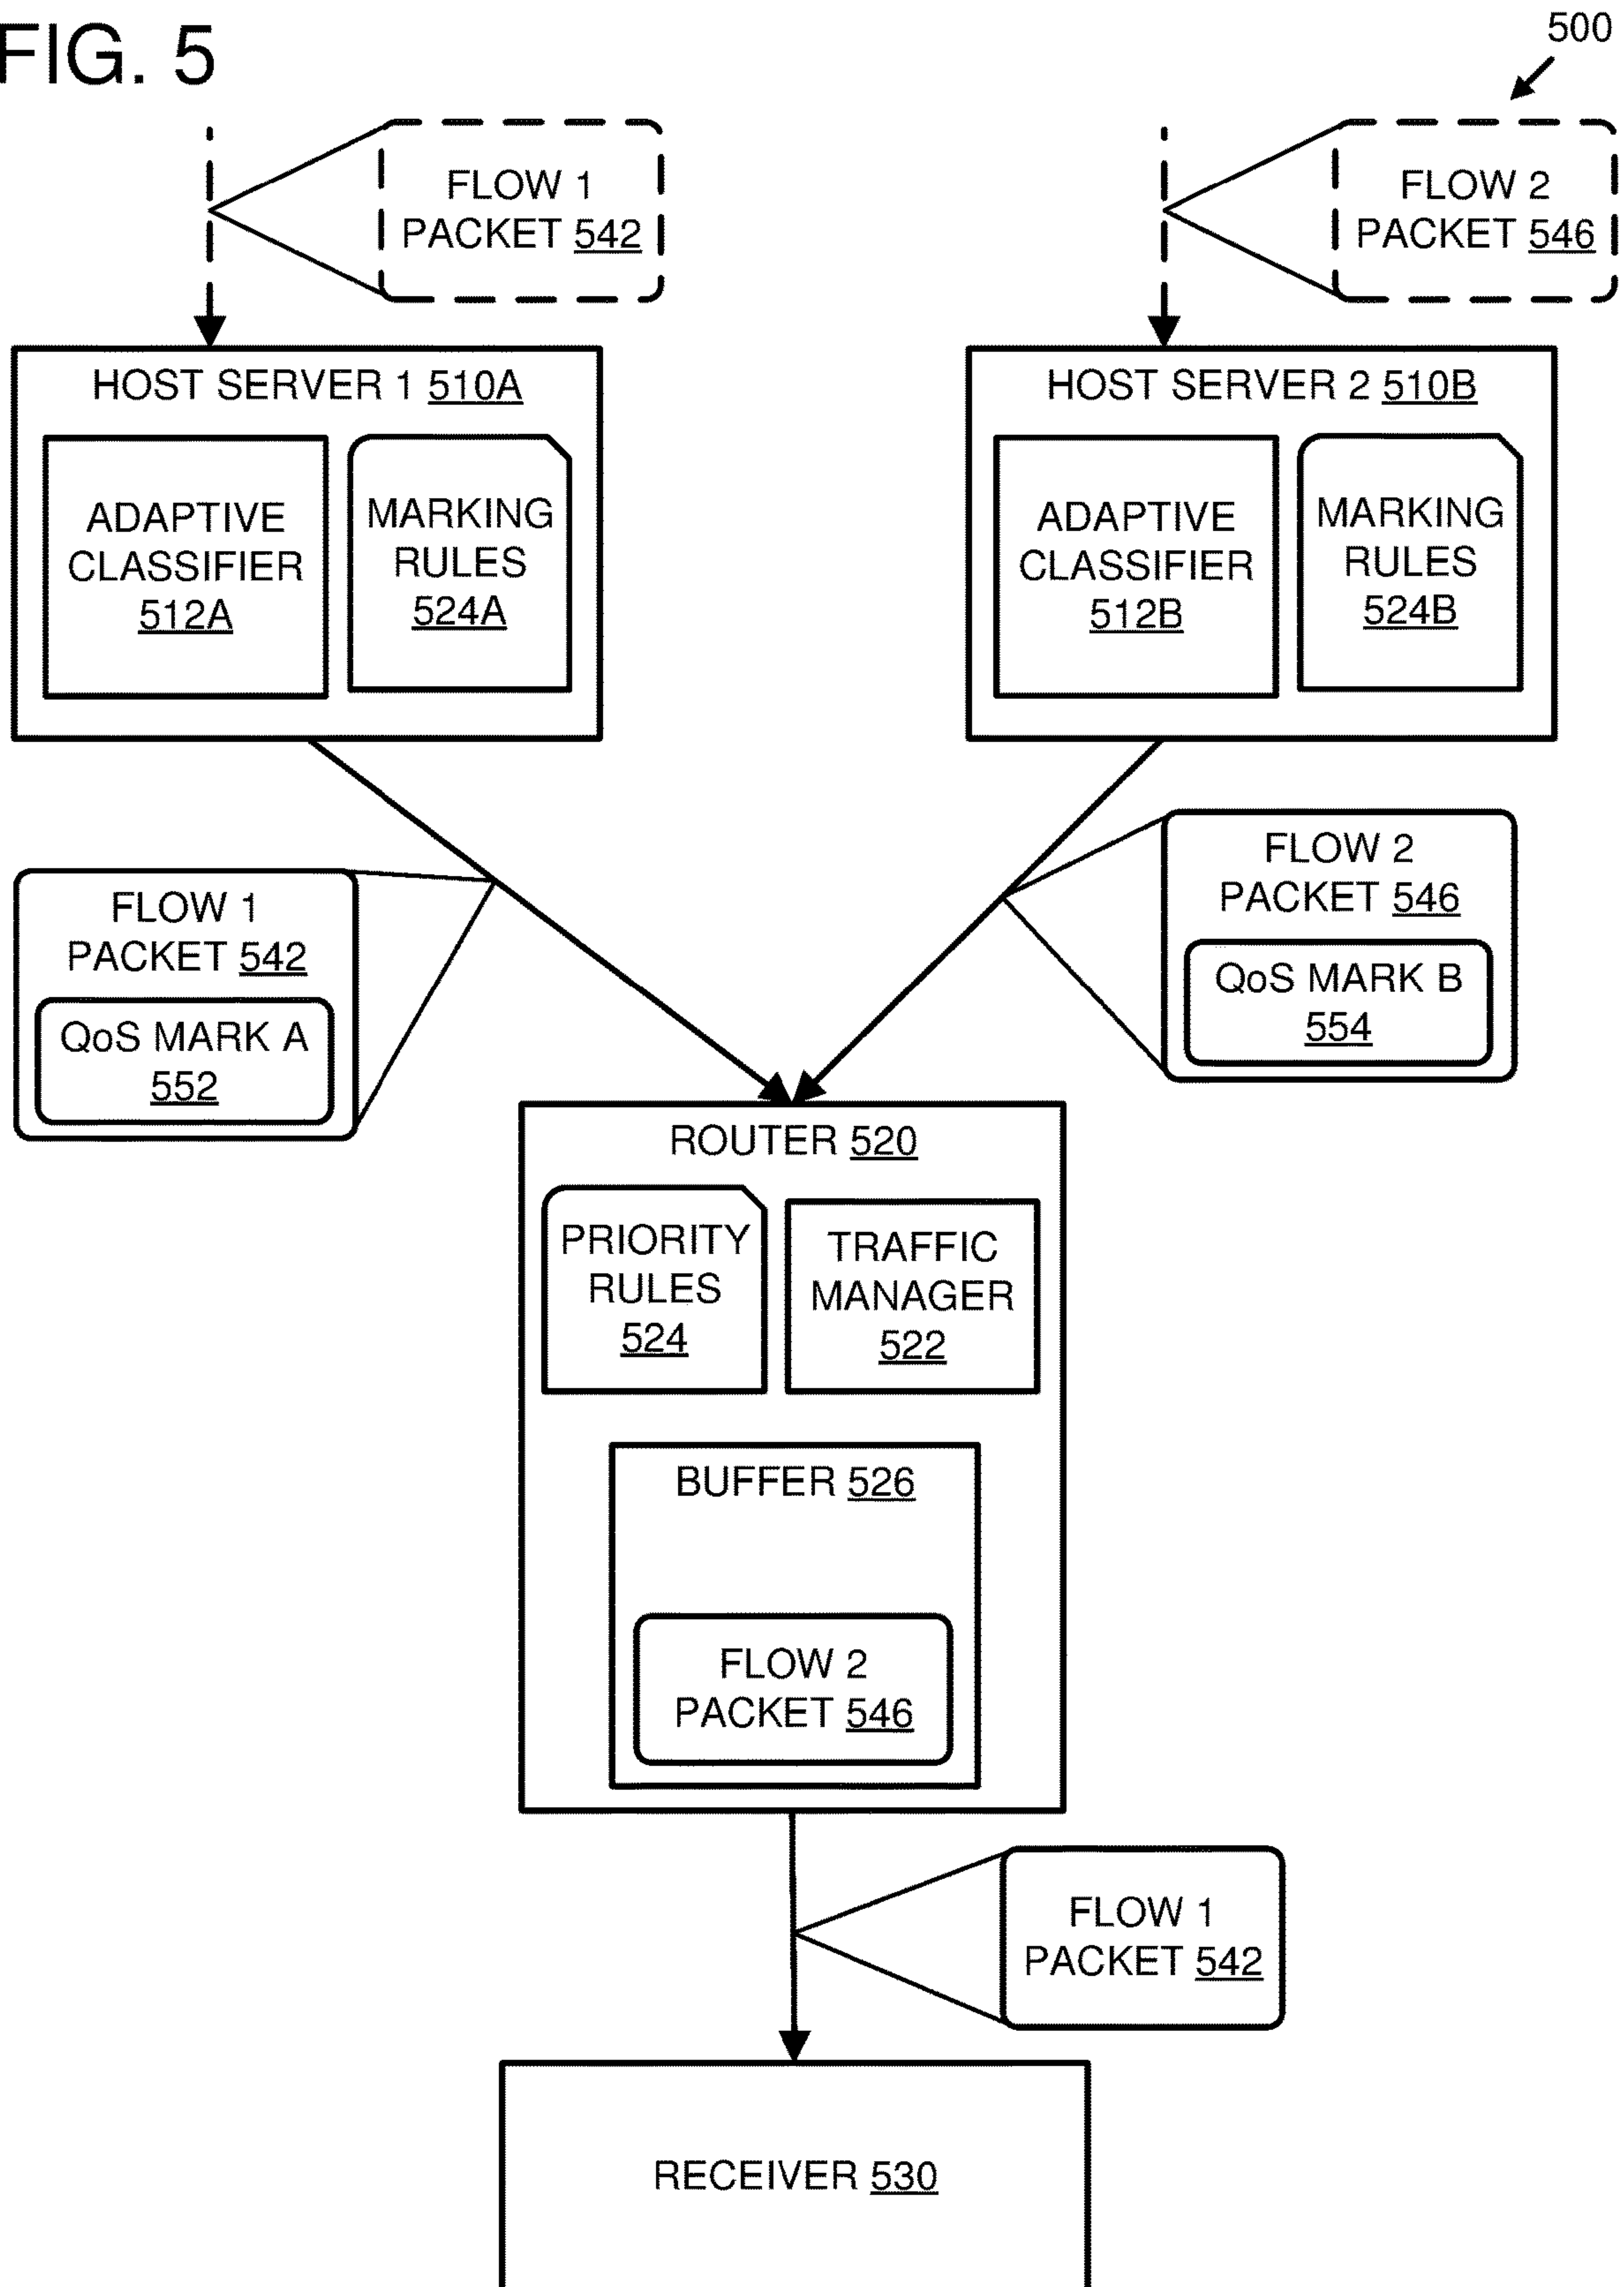 FIG. 5
500
FLOW 1
PACKET 542
FLOW 2
PACKET 546
HOST SERVER 1 510A
ADAPTIVE
CLASSIFIER
512A
MARKING
RULES
524A
HOST SERVER 2 510B
ADAPTIVE
CLASSIFIER
512B
MARKING
RULES
524B
FLOW 1
PACKET 542
QoS MARK A
552
FLOW 2
PACKET 546
QoS MARK B
554
ROUTER 520
PRIORITY
RULES
524
TRAFFIC
MANAGER
522
BUFFER 526
FLOW 2
PACKET 546
FLOW 1
PACKET 542
RECEIVER 530